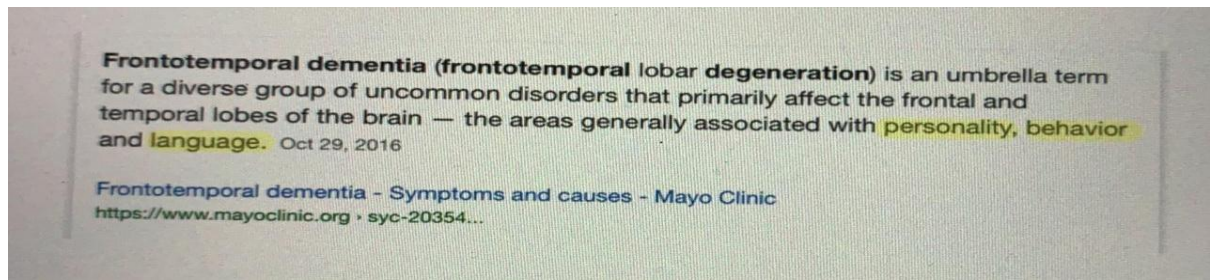 Frontotemporal dementia (frontotemporal lobar degeneration) is an umbrella term
for a diverse group of uncommon disorders that primarily affect the frontal and
temporal lobes of the brain — the areas generally associated with personality, behavior
and language. Oct 29, 2016
Frontotemporal dementia - Symptoms and causes - Mayo Clinic
https://www.mayoclinic.org › syc-20354...